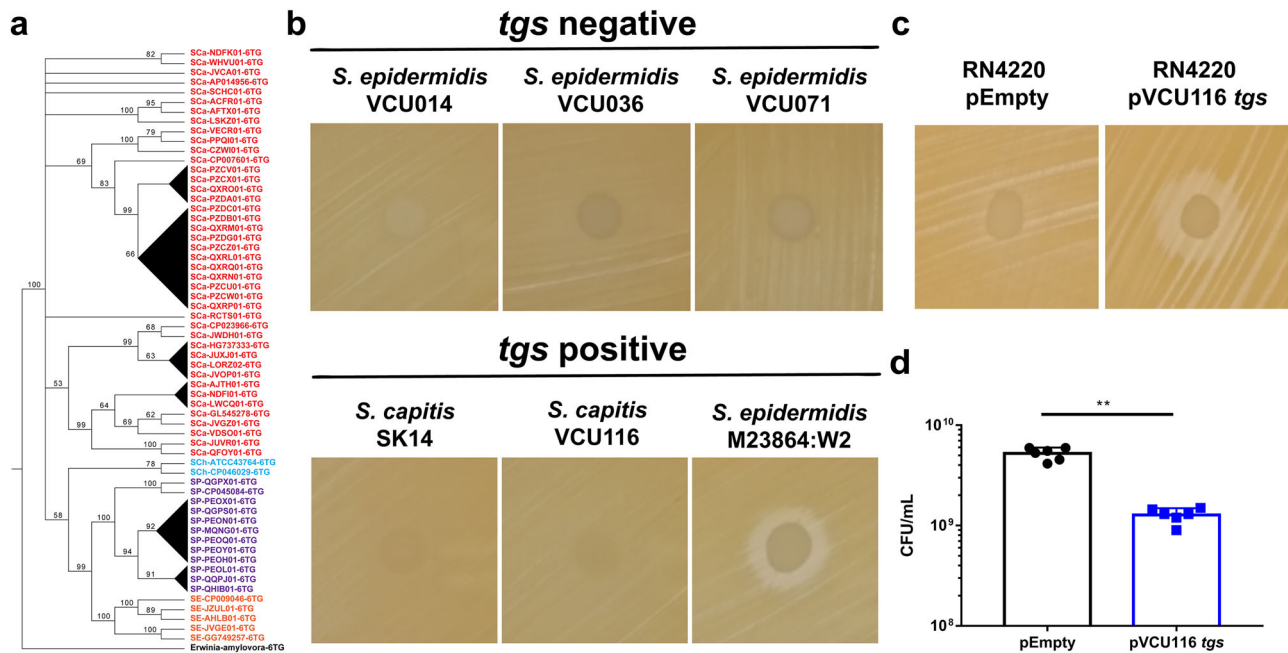 a
82
SCa-NDFK01-6TG
SCa-WHVU01-6TG
SCa-JVCA01-6TG
SCa-AP014956-6TG
SCa-SCHC01-6TG
95
SCa-ACFR01-6TG
100
SCa-AFTX01-6TG
SCa-LSKZ01-6TG
79
SCa-VECR01-6TG
100
SCa-PPQI01-6TG
SCa-CZWI01-6TG
69
SCa-CP007601-6TG
SCa-PZCV01-6TG
83
SCa-PZCX01-6TG
SCa-QXRO01-6TG
SCa-PZDA01-6TG
99
SCa-PZDC01-6TG
SCa-PZDB01-6TG
SCa-QXRM01-6TG
SCa-PZDG01-6TG
SCa-PZCZ01-6TG
66
SCa-QXRL01-6TG
SCa-QXRQ01-6TG
SCa-QXRN01-6TG
SCa-PZCU01-6TG
100
SCa-PZCW01-6TG
SCa-QXRP01-6TG
SCa-RCTS01-6TG
68
SCa-CP023966-6TG
SCa-JWDH01-6TG
99
SCa-HG737333-6TG
63
SCa-JUXJ01-6TG
SCa-LORZ02-6TG
SCa-JVOP01-6TG
53
SCa-AJTH01-6TG
SCa-NDFI01-6TG
64
SCa-LWCQ01-6TG
62
SCa-GL545278-6TG
69
SCa-JVGZ01-6TG
99
SCa-VDSO01-6TG
100
SCa-JUVR01-6TG
SCa-QFOY01-6TG
78
SCh-ATCC43764-6TG
SCh-CP046029-6TG
SP-QGPX01-6TG
100
SP-CP045084-6TG
58
SP-PEOX01-6TG
SP-QGPS01-6TG
SP-PEON01-6TG
92
SP-MQNG01-6TG
SP-PEOQ01-6TG
94
SP-PEOY01-6TG
SP-PEOH01-6TG
99
SP-PEOL01-6TG
91
SP-QQPJ01-6TG
SP-QHIB01-6TG
100
SE-CP009046-6TG
89
SE-JZUL01-6TG
100
SE-AHLB01-6TG
100
SE-JVGE01-6TG
SE-GG749257-6TG
Erwinia-amylovora-6TG
b
tgs negative
S. epidermidis
VCU014
S. epidermidis
VCU036
S. epidermidis
VCU071
tgs positive
S. capitis
SK14
S. capitis
VCU116
S. epidermidis
M23864:W2
c
RN4220
pEmpty
RN4220
pVCU116 tgs
d
**
10¹⁰
10⁹
10⁸
CFU/mL
pEmpty
pVCU116 tgs